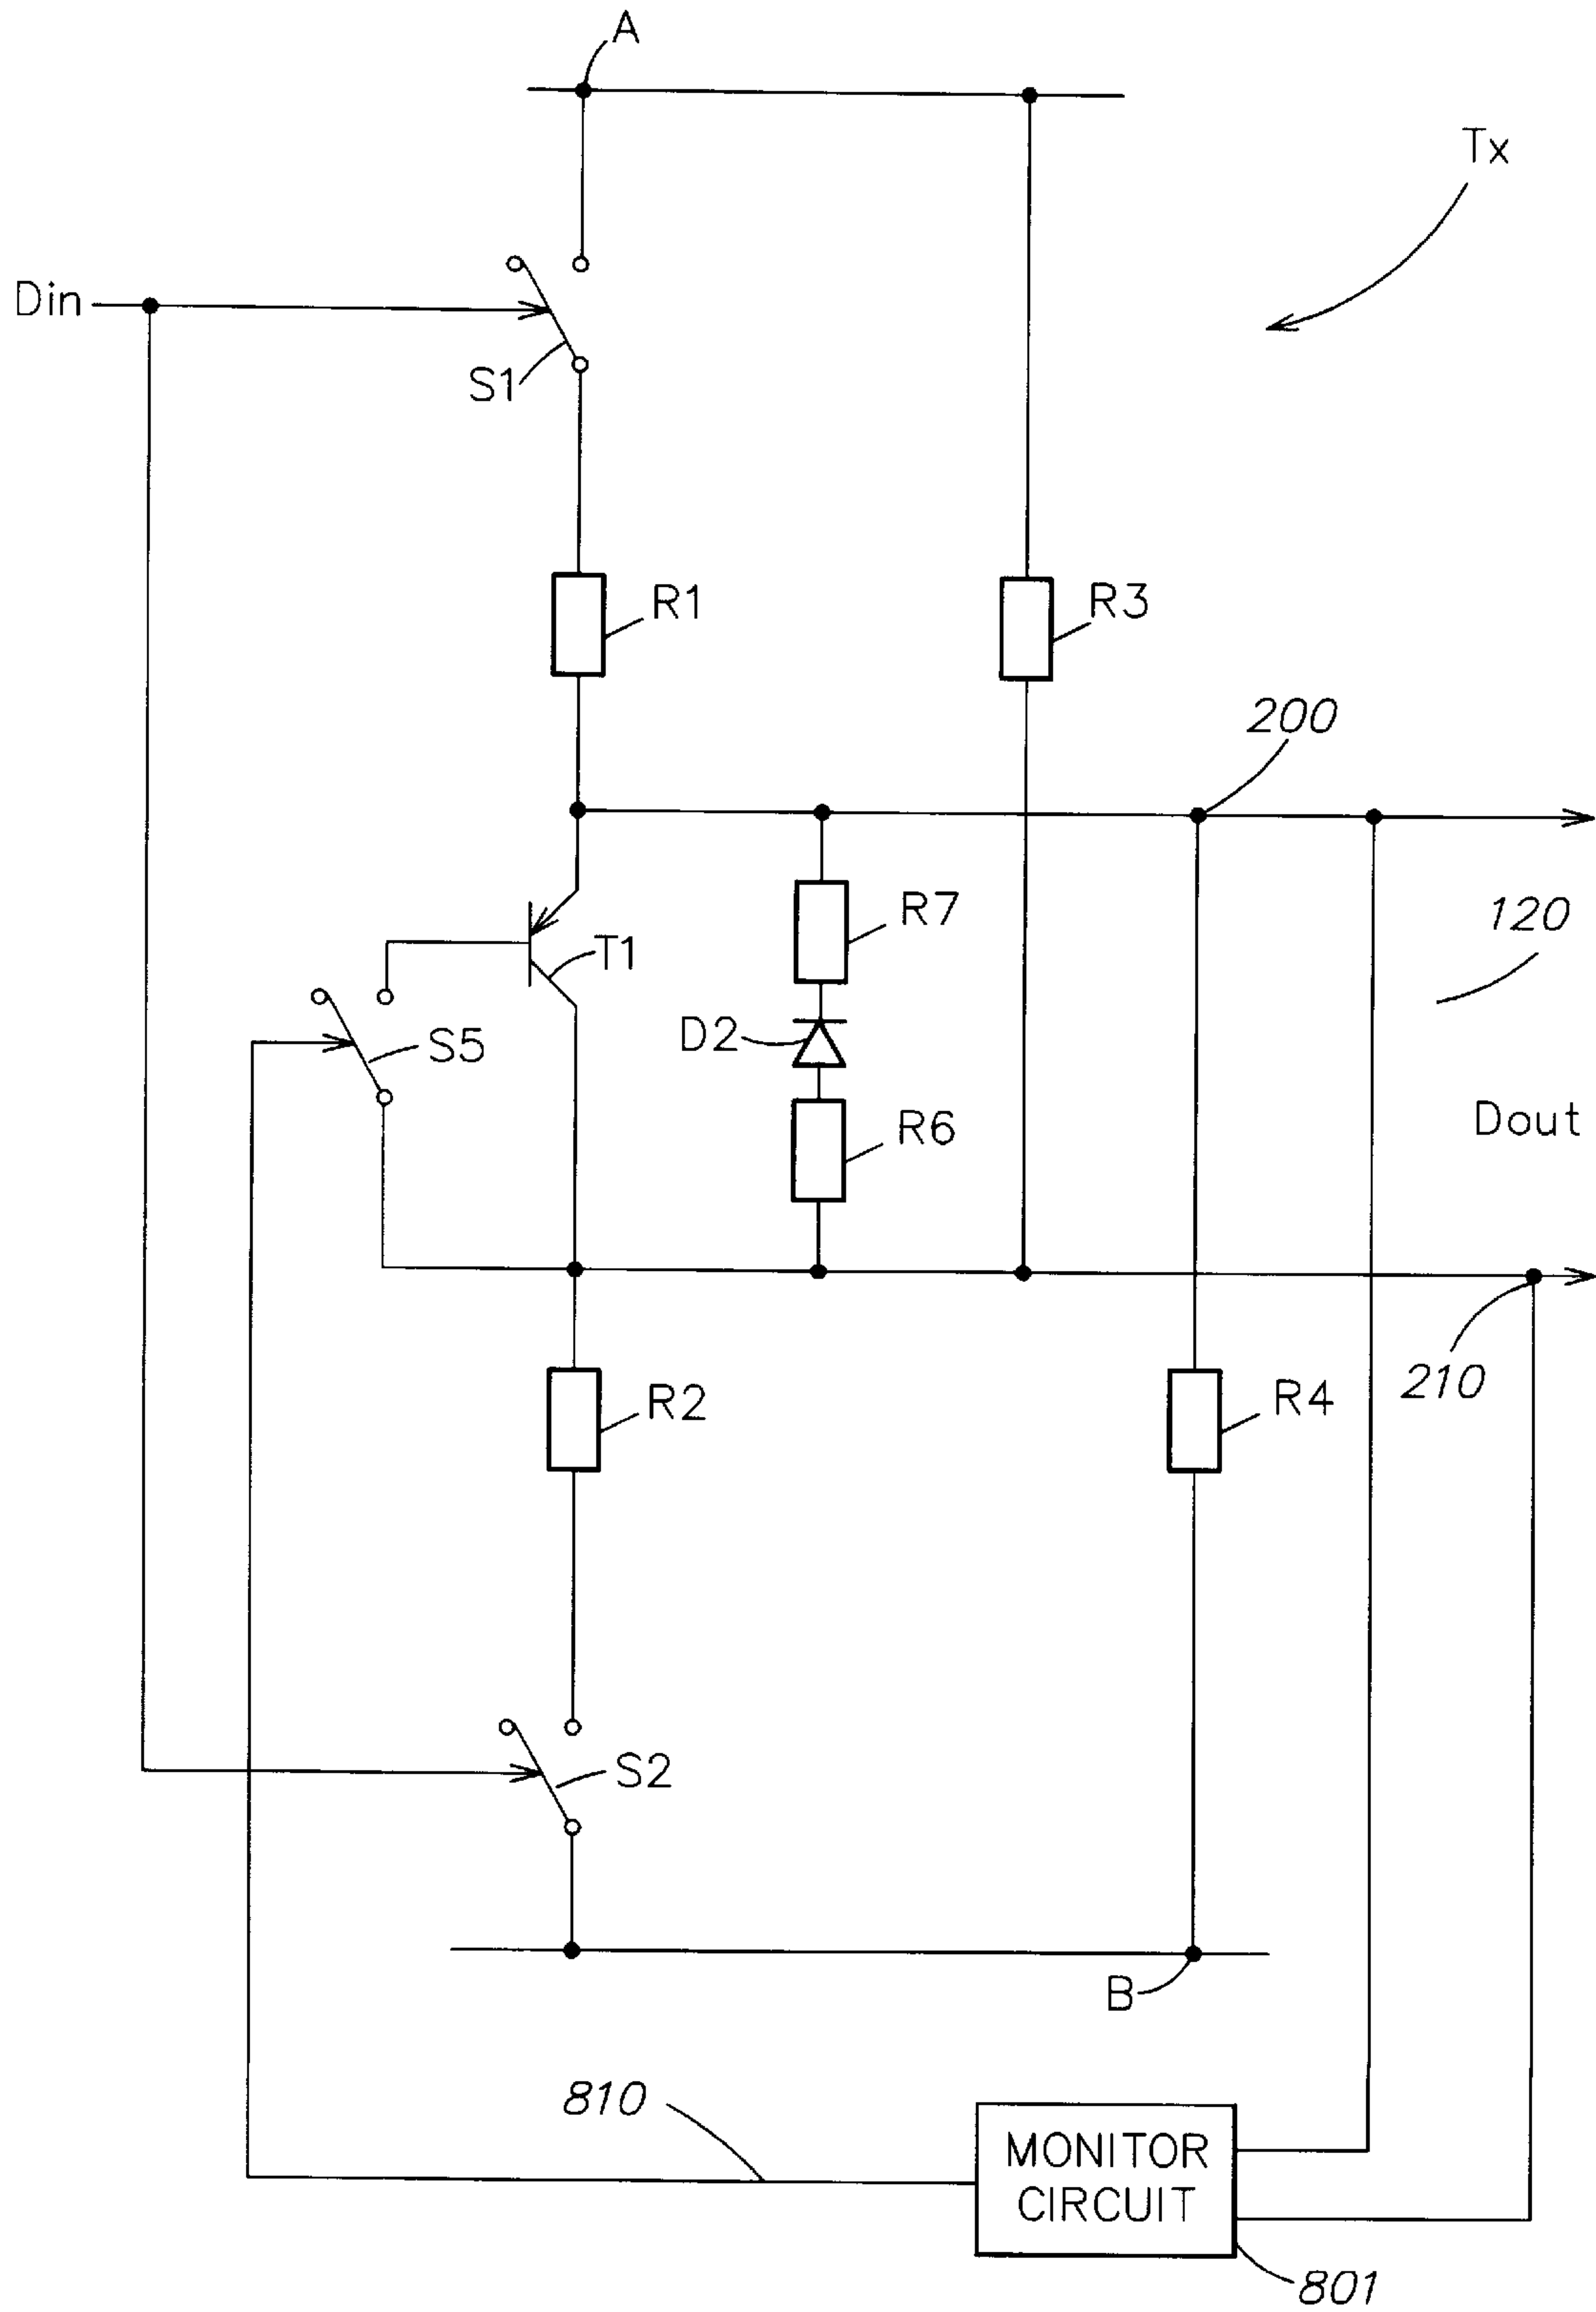 A
Tx
Din
S1
R1
R3
200
R7
120
T1
S5
D2
R6
Dout
210
R2
R4
S2
B
810
MONITOR
CIRCUIT
801